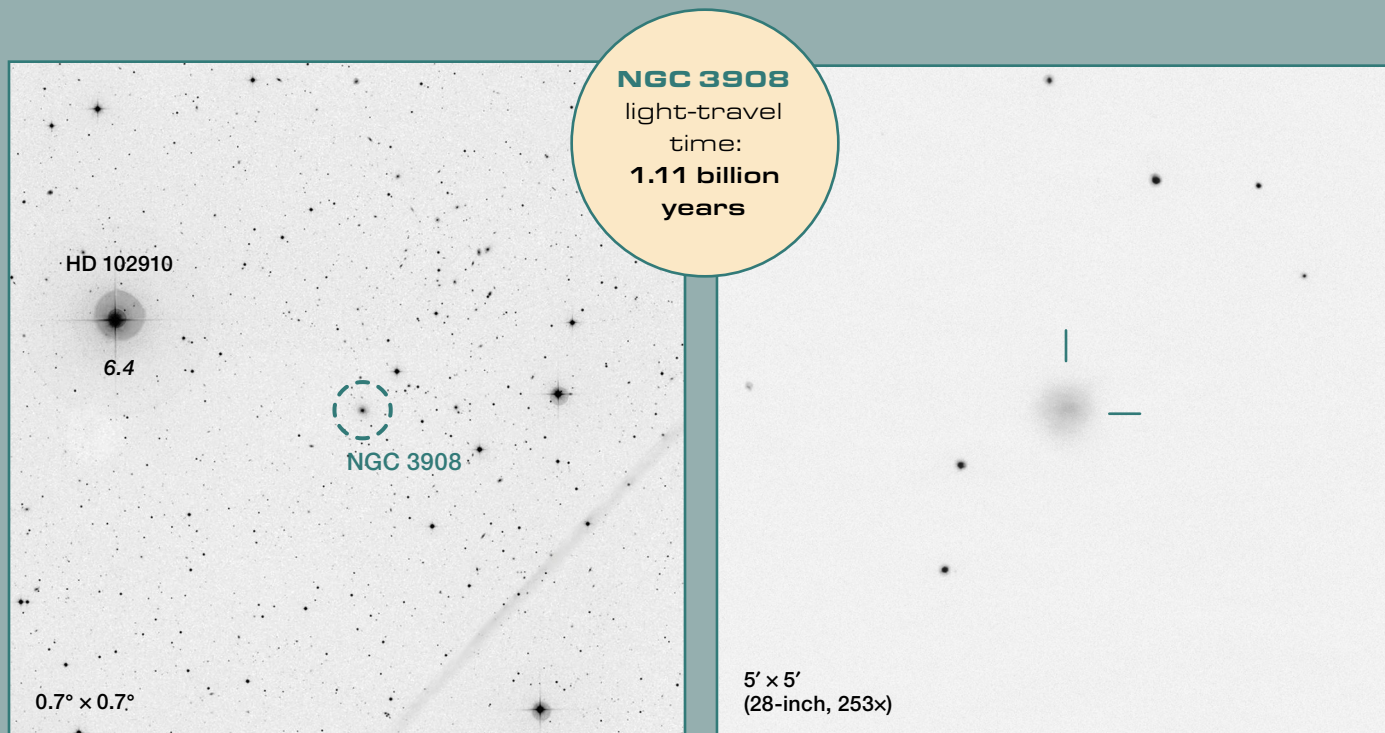 NGC 3908
light-travel
time:
1.11 billion
years
HD 102910
6.4
NGC 3908
0.7° × 0.7°
5′ × 5′
(28-inch, 253×)